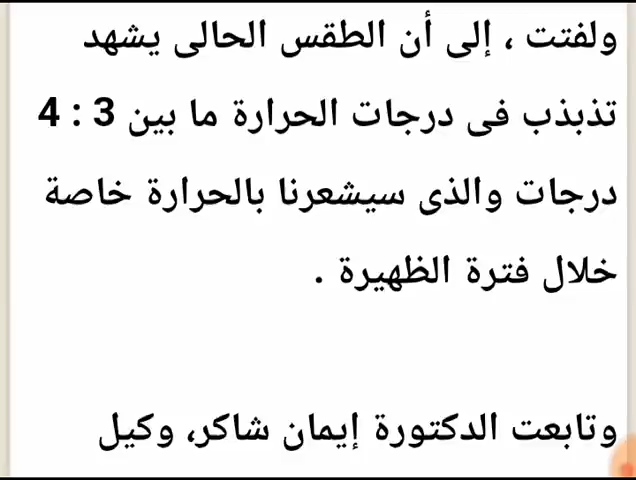 ولفتت ، إلى أن الطقس الحالى يشهد
تذبذب فى درجات الحرارة ما بين 3 : 4
درجات والذى سيشعرنا بالحرارة خاصة
خلال فترة الظهيرة .
وتابعت الدكتورة إيمان شاكر، وكيل